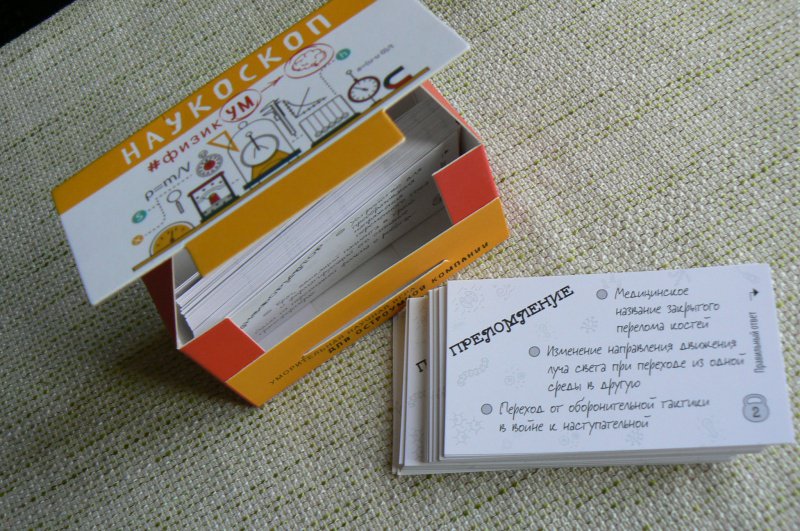 НАУКОСКОП
#физикУМ
p=m/v
УМОРИТЕЛЬНАЯ
ДЛЯ ОСТРОУМНОЙ КОМПАНИИ
П
ПРЕЛОМЛЕНИЕ
Медицинское
название закрытого
перелома костей
Изменение направления движения
луча света при переходе из одной
среды в другую
Переход от оборонительной тактики
в войне к наступательной
Правильный ответ
2